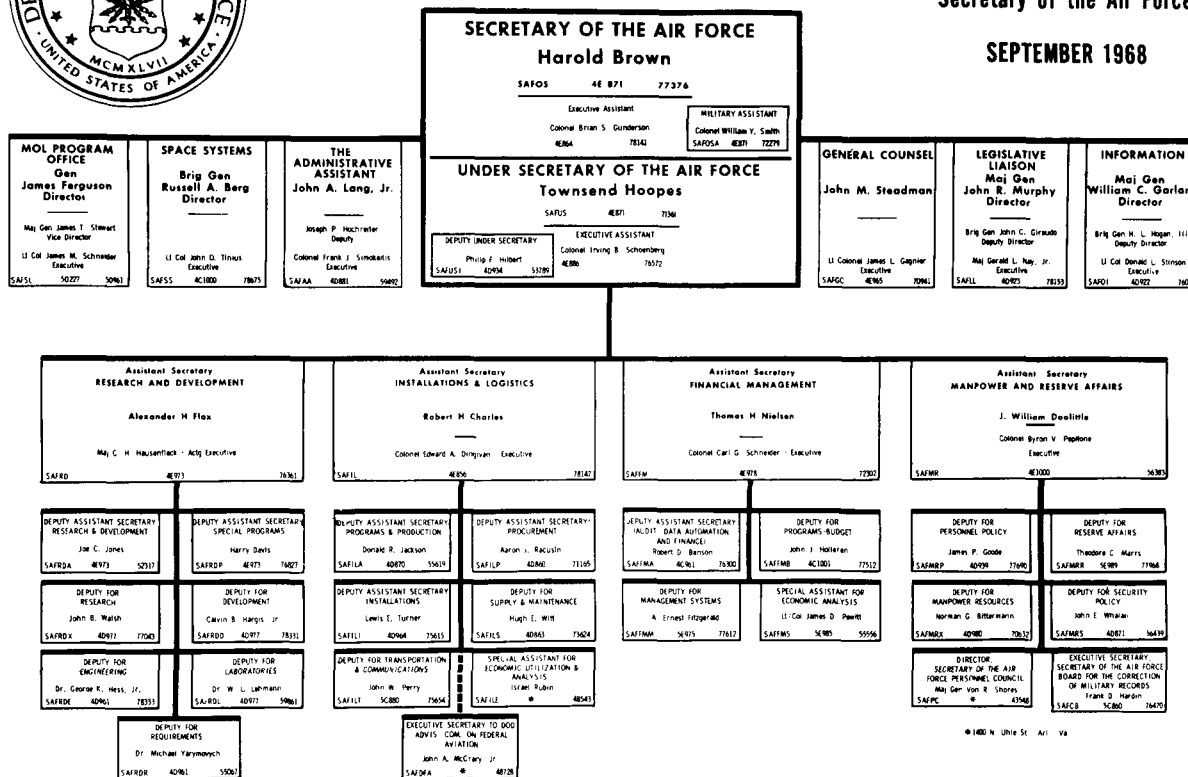 MCMXLVII
UNITED STATES OF AMERICA
Secretary of the Air Force
SEPTEMBER 1968
SECRETARY OF THE AIR FORCE
Harold Brown
SAFOS 4E 871 77376
Executive Assistant
Colonel Brian S. Gunderson
4E864 78141
MILITARY ASSISTANT
Colonel William Y. Smith
SAFOSA 4E871 72279
UNDER SECRETARY OF THE AIR FORCE
Townsend Hoopes
SAFUS 4E871 71361
DEPUTY UNDER SECRETARY
Philip F. Hilbert
SAFUSI 4D934 53789
EXECUTIVE ASSISTANT
Colonel Irving B. Schoenberg
4E886 76572
MOL PROGRAM
OFFICE
Gen
James Ferguson
Director
Maj Gen James T. Stewart
Vice Director
Lt Col James M. Schneider
Executive
SAFSL 5D227 50961
SPACE SYSTEMS
Brig Gen
Russell A. Berg
Director
Lt Col John D. Tinius
Executive
SAFSS 4C1000 78675
THE
ADMINISTRATIVE
ASSISTANT
John A. Lang, Jr.
Joseph P. Hochreiter
Deputy
Colonel Frank J. Simokaitis
Executive
SAFAA 4D881 59492
GENERAL COUNSEL
John M. Steadman
Lt Colonel James L. Gagnier
Executive
SAFGC 4E965 70941
LEGISLATIVE
LIAISON
Maj Gen
John R. Murphy
Director
Brig Gen John C. Giraudo
Deputy Director
Maj Gerald L. Nay, Jr.
Executive
SAFLL 4D923 78153
INFORMATION
Maj Gen
William C. Garlan
Director
Brig Gen H. L. Hogan, III
Deputy Director
Lt Col Donald L. Stinson
Executive
SAFOI 4D922 760
Assistant Secretary
RESEARCH AND DEVELOPMENT
Alexander H Flax
Maj C. H. Hausenfleck - Actg Executive
SAFRD 4E973 76361
Assistant Secretary
INSTALLATIONS & LOGISTICS
Robert H Charles
Colonel Edward A. Dingivan Executive
SAFIL 4E856 78147
Assistant Secretary
FINANCIAL MANAGEMENT
Thomas H Nielsen
Colonel Carl G. Schneider - Executive
SAFFM 4E978 72302
Assistant Secretary
MANPOWER AND RESERVE AFFAIRS
J. William Doolittle
Colonel Byron V. Pepitone
Executive
SAFMR 4E1000 56383
DEPUTY ASSISTANT SECRETARY
RESEARCH & DEVELOPMENT
Joe C. Jones
SAFRDA 4E973 52317
DEPUTY ASSISTANT SECRETARY
SPECIAL PROGRAMS
Harry Davis
SAFRDP 4E973 76827
DEPUTY FOR
RESEARCH
John B. Walsh
SAFRDX 4D977 77043
DEPUTY FOR
DEVELOPMENT
Calvin B. Hargis Jr
SAFRDD 4D977 78331
DEPUTY FOR
ENGINEERING
Dr. George K. Hess, Jr.
SAFRDE 4D961 78333
DEPUTY FOR
LABORATORIES
Dr W. L. Lehmann
SAFRDL 4D977 59861
DEPUTY FOR
REQUIREMENTS
Dr Michael Yarymovych
SAFRDR 4D961 55067
DEPUTY ASSISTANT SECRETARY
PROGRAMS & PRODUCTION
Donald R. Jackson
SAFILA 4D870 55619
DEPUTY ASSISTANT SECRETARY
PROCUREMENT
Aaron J. Racusin
SAFILP 4D860 71165
DEPUTY ASSISTANT SECRETARY
INSTALLATIONS
Lewis E. Turner
SAFILI 4D964 75615
DEPUTY FOR
SUPPLY & MAINTENANCE
Hugh E. Witt
SAFILS 4D863 73624
DEPUTY FOR TRANSPORTATION
& COMMUNICATIONS
John W. Perry
SAFILT 5C880 75654
SPECIAL ASSISTANT FOR
ECONOMIC UTILIZATION &
ANALYSIS
Israel Rubin
SAFILE * 48543
EXECUTIVE SECRETARY TO DOD
ADVIS COM. ON FEDERAL
AVIATION
John A. McCrary Jr
SAFDFA * 48728
DEPUTY ASSISTANT SECRETARY
(AUDIT DATA AUTOMATION
AND FINANCE)
Robert D. Benson
SAFFMA 4C961 76300
DEPUTY FOR
PROGRAMS-BUDGET
John J Holleran
SAFFMB 4C1001 77512
DEPUTY FOR
MANAGEMENT SYSTEMS
A Ernest Fitzgerald
SAFFMM 5E975 77612
SPECIAL ASSISTANT FOR
ECONOMIC ANALYSIS
Lt/Col James D. Pewitt
SAFFMS 5E985 55556
DEPUTY FOR
PERSONNEL POLICY
James P. Goode
SAFMRP 4D939 77690
DEPUTY FOR
RESERVE AFFAIRS
Theodore C. Marrs
SAFMRR 5E989 77968
DEPUTY FOR
MANPOWER RESOURCES
Norman G. Bittermann
SAFMRX 4D980 70632
DEPUTY FOR SECURITY
POLICY
John E. Whalan
SAFMRS 4D871 56439
DIRECTOR,
SECRETARY OF THE AIR
FORCE PERSONNEL COUNCIL
Maj Gen Von R. Shores
SAFPC * 43548
EXECUTIVE SECRETARY,
SECRETARY OF THE AIR FORCE
BOARD FOR THE CORRECTION
OF MILITARY RECORDS
Frank D. Hardin
SAFCB 5C860 76470
* 1400 N Uhle St Arl Va